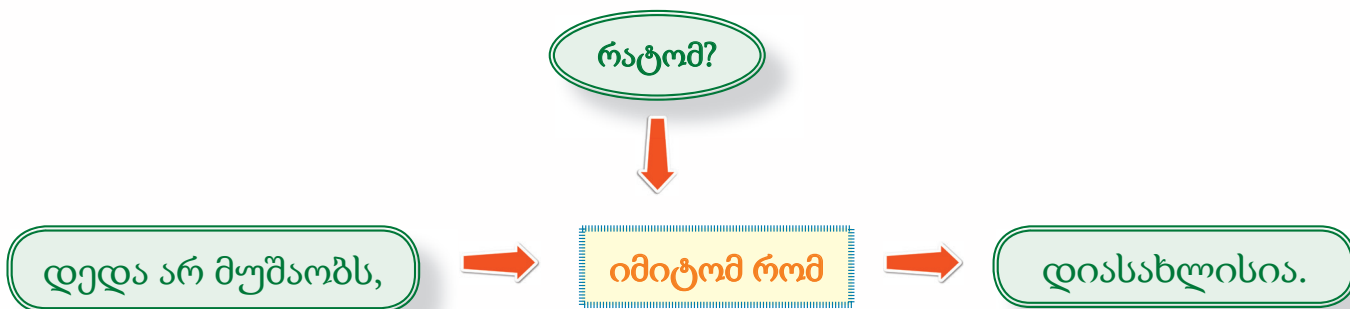 რატომ?
დედა არ მუშაობს,
იმიტომ რომ
დიასახლისია.